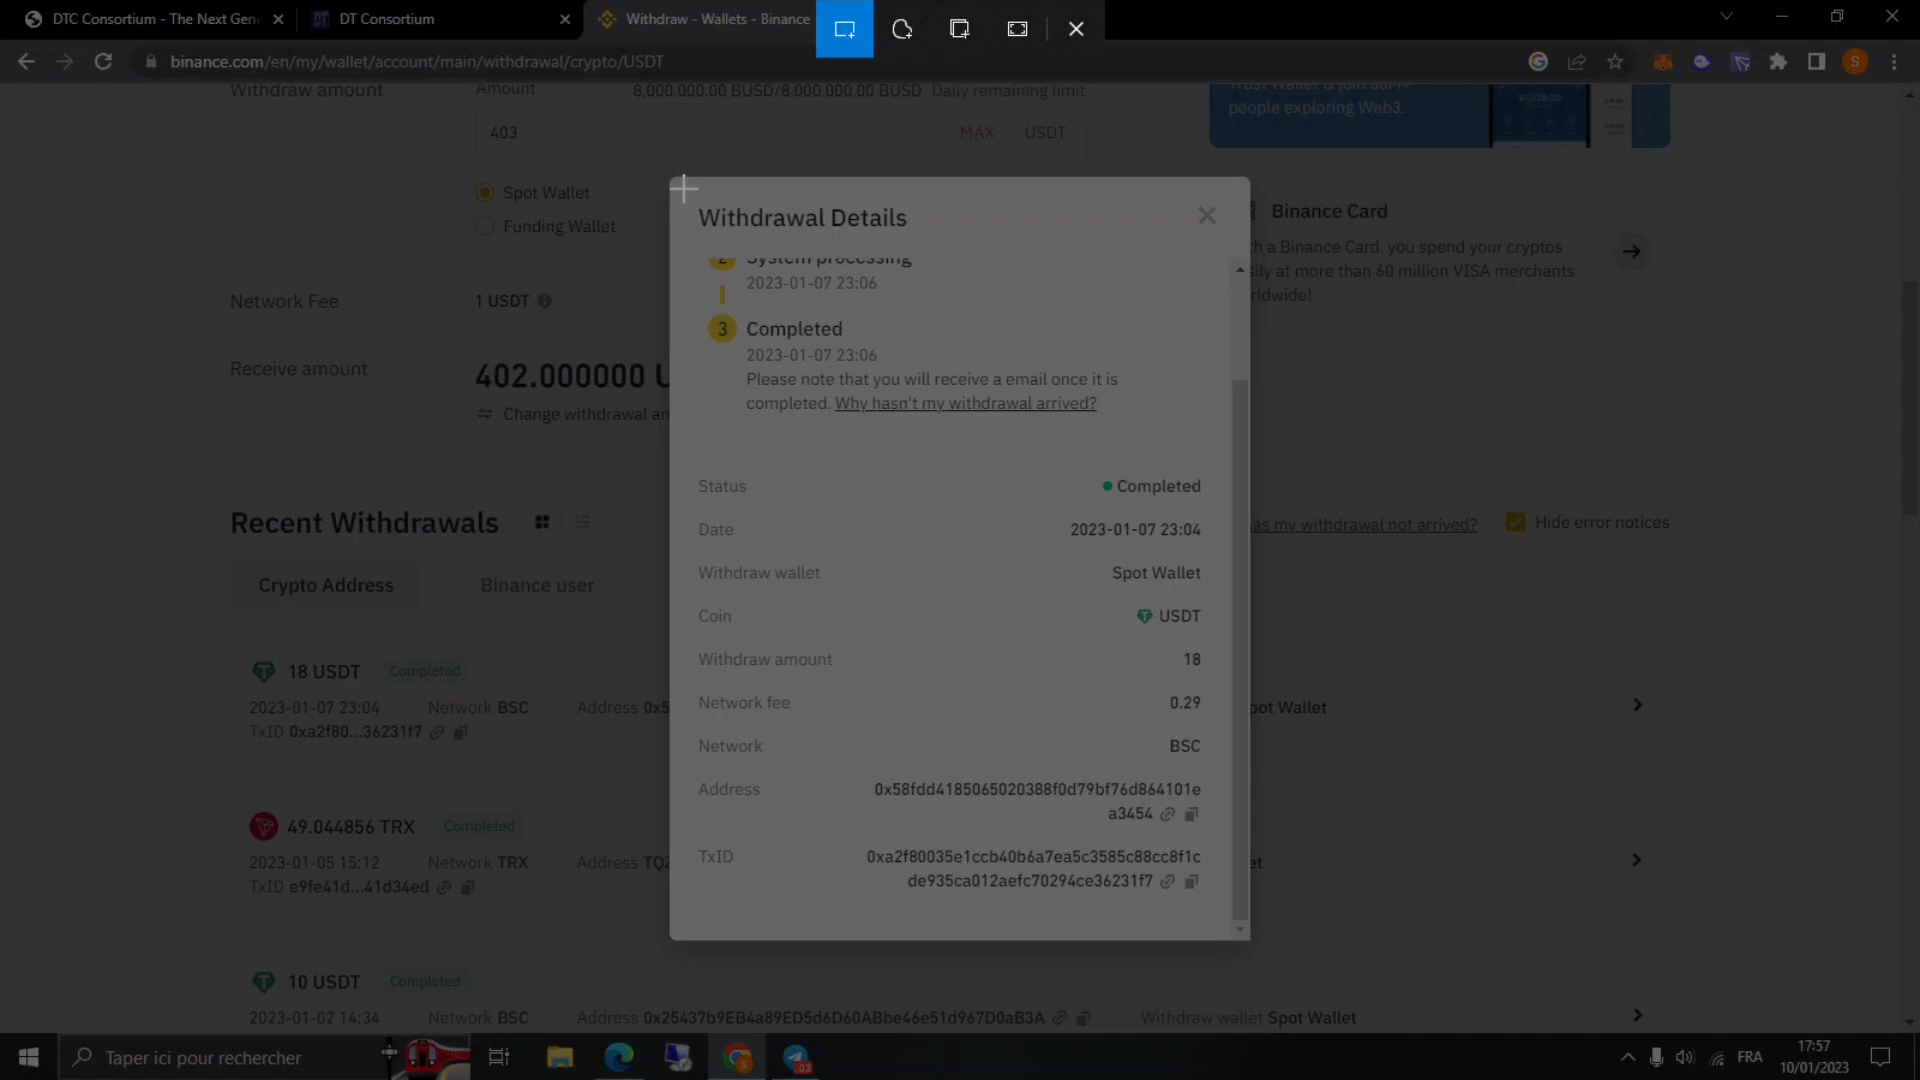 DTC Consortium - The Next Gene
DT Consortium
Withdraw - Wallets - Binance
binance.com/en/my/wallet/account/main/withdrawal/crypto/USDT
S
Withdraw amount
Amount
8,000,000.00 BUSD/8,000,000.00 BUSD Daily remaining limit
403
MAX
USDT
people exploring Web3.
Spot Wallet
Funding Wallet
Network Fee
1 USDT
Receive amount
402.000000 U
Change withdrawal am
Binance Card
h a Binance Card, you spend your cryptos
ily at more than 60 million VISA merchants
rldwide!
Withdrawal Details
2
System processing
2023-01-07 23:06
3
Completed
2023-01-07 23:06
Please note that you will receive a email once it is
completed. Why hasn't my withdrawal arrived?
Status
Completed
Date
2023-01-07 23:04
Withdraw wallet
Spot Wallet
Coin
USDT
Withdraw amount
18
Network fee
0.29
Network
BSC
Address
0x58fdd4185065020388f0d79bf76d864101e
a3454
TxID
0xa2f80035e1ccb40b6a7ea5c3585c88cc8f1c
de935ca012aefc70294ce36231f7
Recent Withdrawals
as my withdrawal not arrived?
Hide error notices
Crypto Address
Binance user
18 USDT
Completed
2023-01-07 23:04
Network BSC
Address 0x5
pot Wallet
TxID 0xa2f80...36231f7
49.044856 TRX
Completed
2023-01-05 15:12
Network TRX
Address TQZ
et
TxID e9fe41d...41d34ed
10 USDT
Completed
2023-01-02 14:34
Network BSC
Address 0x25437b9EB4a89ED5d6D60ABbe46e51d967D0aB3A
Withdraw wallet Spot Wallet
Taper ici pour rechercher
FRA
17:57
10/01/2023